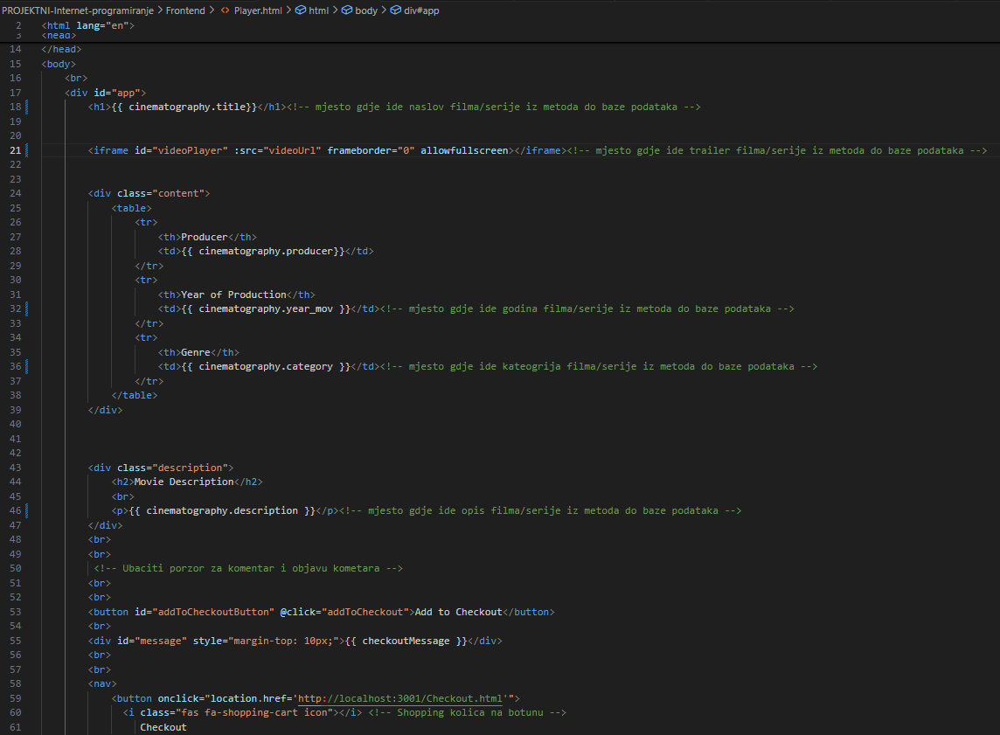 PROJEKTNI-Internet-programiranje > Frontend > <> Player.html > html > body > div#app
2 <html lang="en">
3 <head>
14 </head>
15 <body>
16 <br>
17 <div id="app">
18 <h1>{{ cinematography.title}}</h1><!-- mjesto gdje ide naslov filma/serije iz metoda do baze podataka -->
19
20
21 <iframe id="videoPlayer" :src="videoUrl" frameborder="0" allowfullscreen></iframe><!-- mjesto gdje ide trailer filma/serije iz metoda do baze podataka -->
22
23
24 <div class="content">
25 <table>
26 <tr>
27 <th>Producer</th>
28 <td>{{ cinematography.producer}}</td>
29 </tr>
30 <tr>
31 <th>Year of Production</th>
32 <td>{{ cinematography.year_mov }}</td><!-- mjesto gdje ide godina filma/serije iz metoda do baze podataka -->
33 </tr>
34 <tr>
35 <th>Genre</th>
36 <td>{{ cinematography.category }}</td><!-- mjesto gdje ide kateogrija filma/serije iz metoda do baze podataka -->
37 </tr>
38 </table>
39 </div>
40
41
42
43 <div class="description">
44 <h2>Movie Description</h2>
45 <br>
46 <p>{{ cinematography.description }}</p><!-- mjesto gdje ide opis filma/serije iz metoda do baze podataka -->
47 </div>
48 <br>
49 <br>
50 <!-- Ubaciti porzor za komentar i objavu kometara -->
51 <br>
52 <br>
53 <button id="addToCheckoutButton" @click="addToCheckout">Add to Checkout</button>
54 <br>
55 <div id="message" style="margin-top: 10px;">{{ checkoutMessage }}</div>
56 <br>
57 <br>
58 <nav>
59 <button onclick="location.href='http://localhost:3001/Checkout.html'">
60 <i class="fas fa-shopping-cart icon"></i> <!-- Shopping kolica na botunu -->
61 Checkout